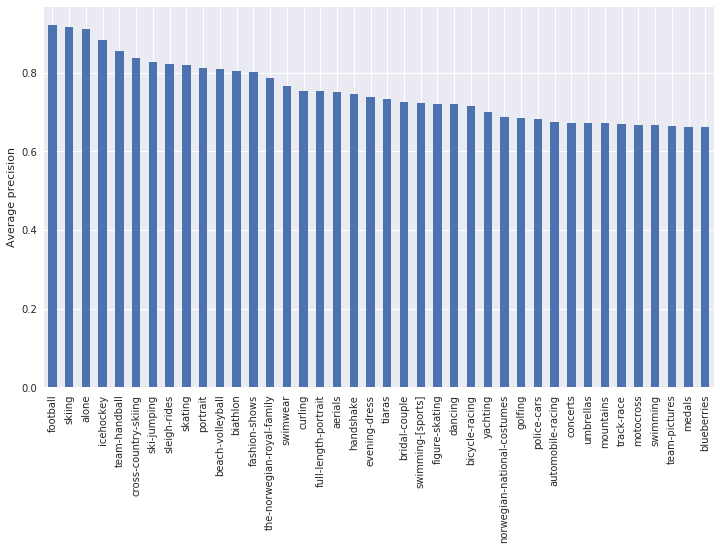 Average precision
0.8
0.6
0.4
0.2
0.0
football
skiing
alone
icehockey
team-handball
cross-country-skiing
ski-jumping
sleigh-rides
skating
portrait
beach-volleyball
biathlon
fashion-shows
the-norwegian-royal-family
swimwear
curling
full-length-portrait
aerials
handshake
evening-dress
tiaras
bridal-couple
swimming-[sports]
figure-skating
dancing
bicycle-racing
yachting
norwegian-national-costumes
golfing
police-cars
automobile-racing
concerts
umbrellas
mountains
track-race
motocross
swimming
team-pictures
medals
blueberries